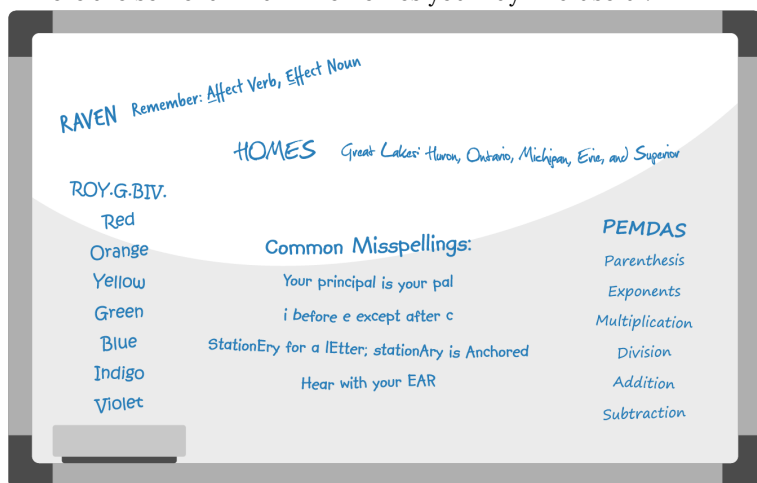 RAVEN Remember: Affect Verb, Effect Noun
HOMES Great Lakes: Huron, Ontario, Michigan, Erie, and Superior
ROY.G.BIV.
Red
Orange
Yellow
Green
Blue
Indigo
Violet
Common Misspellings:
Your principal is your pal
i before e except after c
StationEry for a lEtter; stationAry is Anchored
Hear with your EAR
PEMDAS
Parenthesis
Exponents
Multiplication
Division
Addition
Subtraction